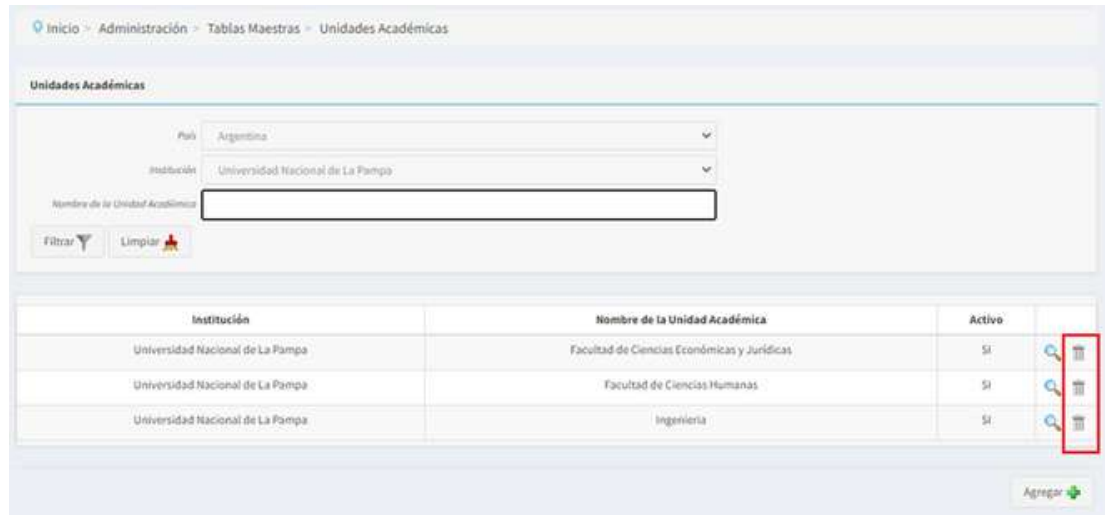 Inicio > Administración > Tablas Maestras > Unidades Académicas
Unidades Académicas
País Argentina
Institución Universidad Nacional de La Pampa
Nombre de la Unidad Académica
Filtrar Limpiar
Institución Nombre de la Unidad Académica Activo
Universidad Nacional de La Pampa Facultad de Ciencias Económicas y Jurídicas SI
Universidad Nacional de La Pampa Facultad de Ciencias Humanas SI
Universidad Nacional de La Pampa Ingenieria SI
Agregar